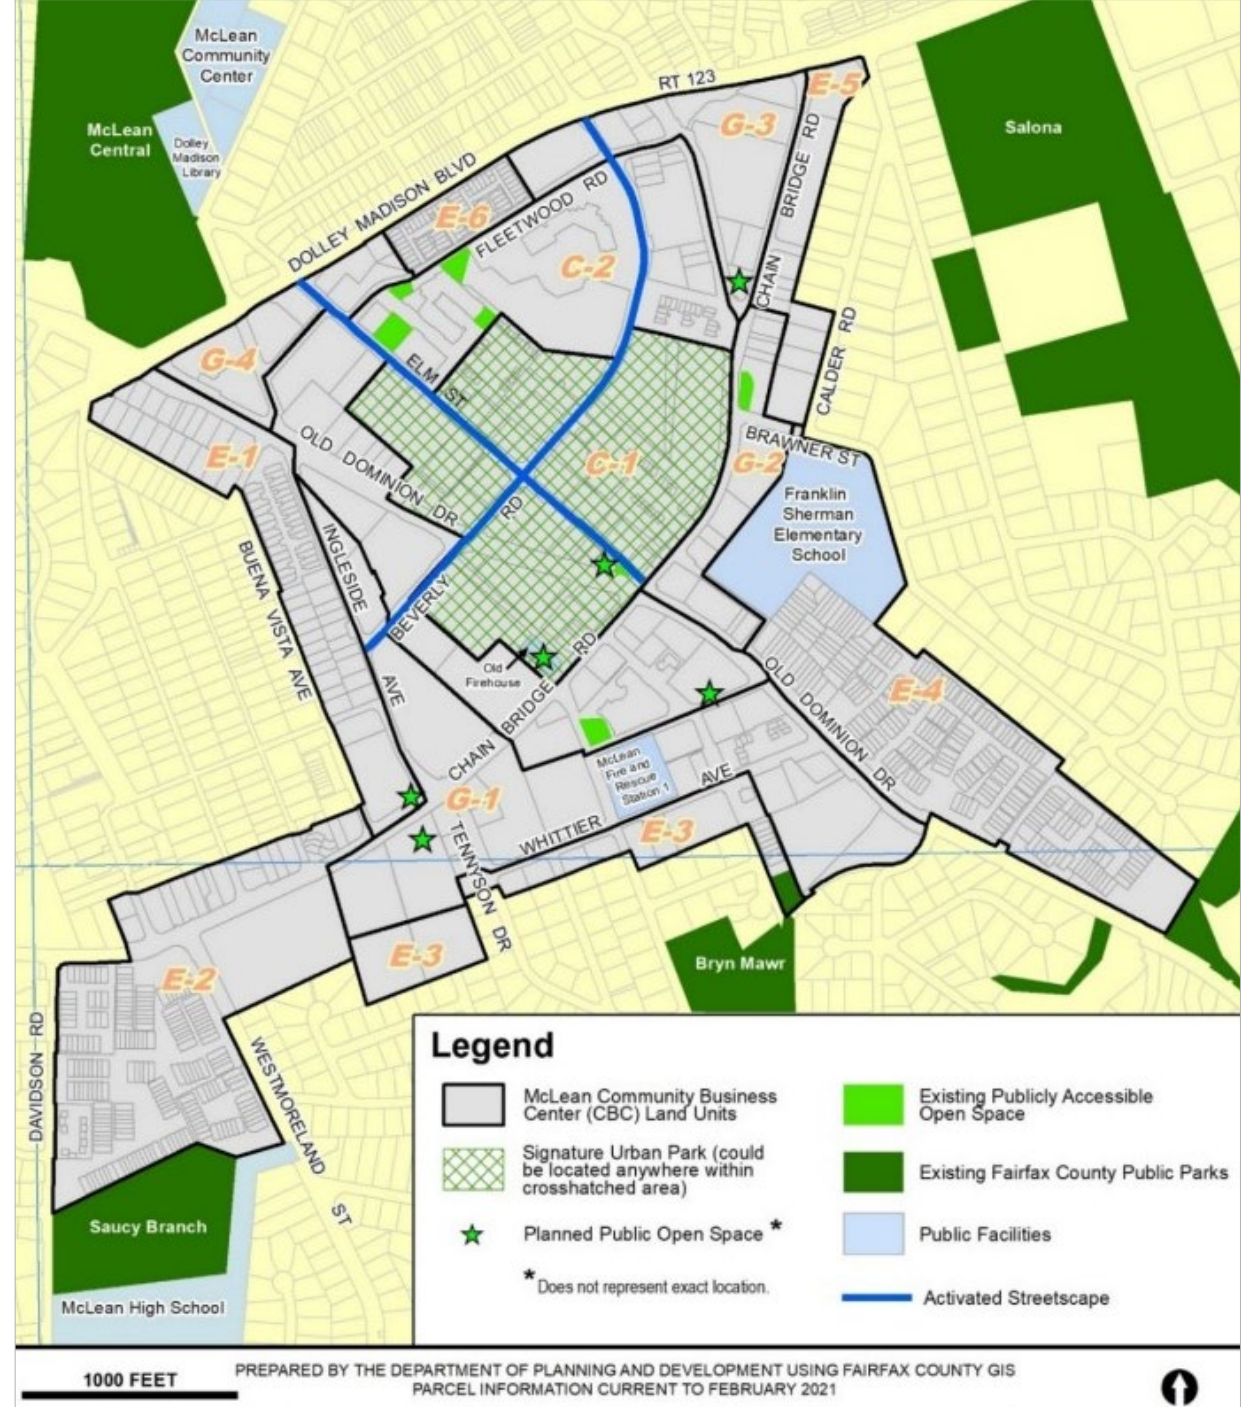 McLean
Community
Center
RT 123
E-5
McLean
Central
Dolley
Madison
Library
G-3
Salona
DOLLEY MADISON BLVD
E-6
FLEETWOOD RD
CHAIN BRIDGE RD
C-2
G-4
ELM ST
CALDER RD
E-1
OLD DOMINION DR
C-1
G-2
BRAWNER ST
Franklin
Sherman
Elementary
School
RD
BEVERLY
INGLESIDE
AVE
BUENA VISTA AVE
Old
Firehouse
CHAIN BRIDGE RD
OLD DOMINION DR
E-4
McLean
Fire and
Rescue
Station 1
G-1
WHITTIER AVE
E-3
TENNYSON DR
E-3
Bryn Mawr
E-2
DAVIDSON RD
WESTMORELAND ST
Saucy Branch
McLean High School
Legend
McLean Community Business
Center (CBC) Land Units
Signature Urban Park (could
be located anywhere within
crosshatched area)
Planned Public Open Space *
* Does not represent exact location.
Existing Publicly Accessible
Open Space
Existing Fairfax County Public Parks
Public Facilities
Activated Streetscape
1000 FEET
PREPARED BY THE DEPARTMENT OF PLANNING AND DEVELOPMENT USING FAIRFAX COUNTY GIS
PARCEL INFORMATION CURRENT TO FEBRUARY 2021